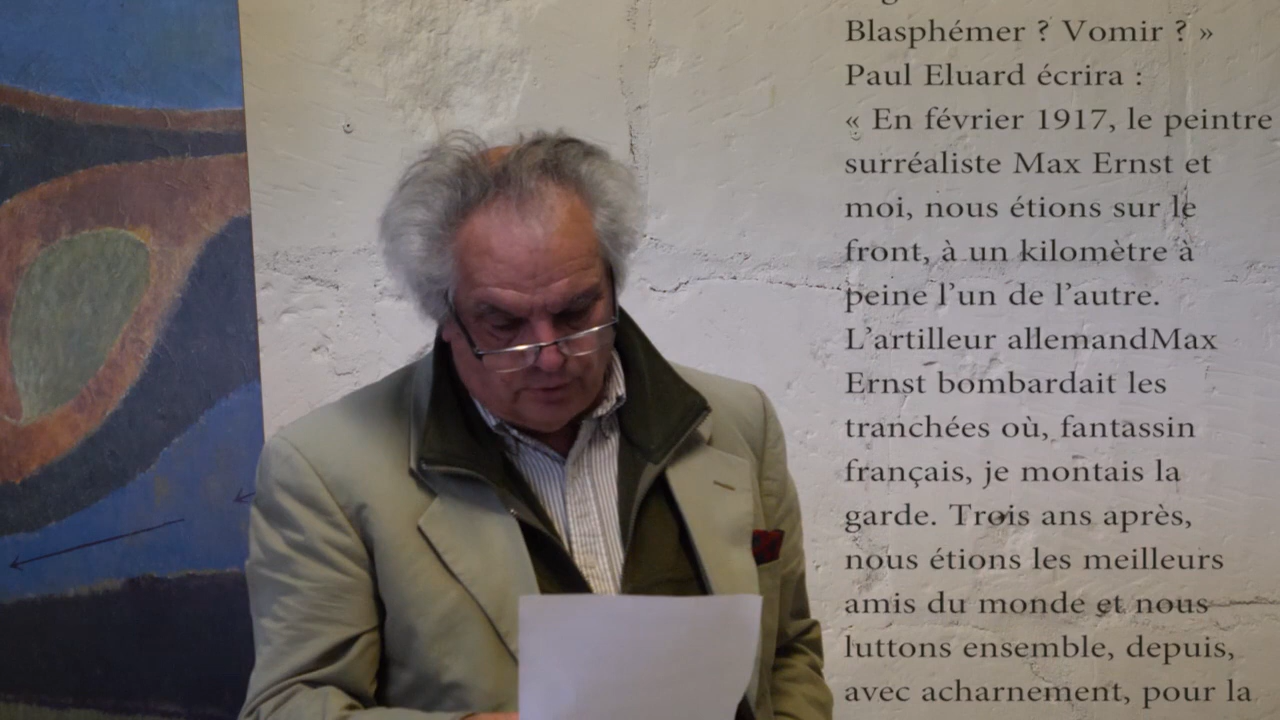 Blasphémer ? Vomir ? »
Paul Eluard écrira :
« En février 1917, le peintre
surréaliste Max Ernst et
moi, nous étions sur le
front, à un kilomètre à
peine l’un de l’autre.
L’artilleur allemandMax
Ernst bombardait les
tranchées où, fantassin
français, je montais la
garde. Trois ans après,
nous étions les meilleurs
amis du monde et nous
luttons ensemble, depuis,
avec acharnement, pour la